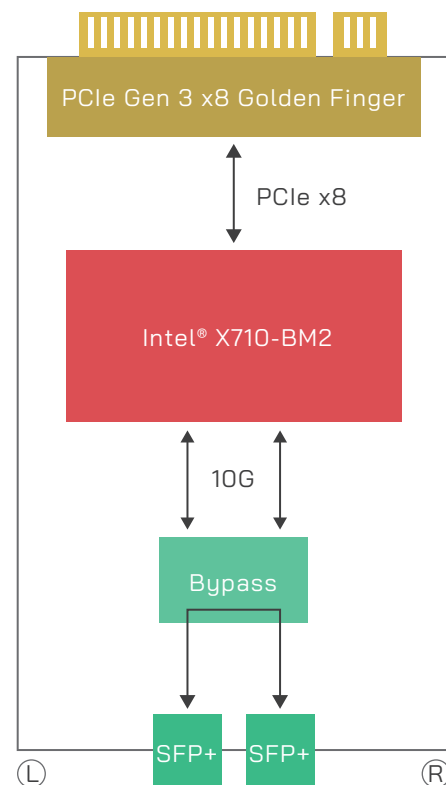 PCIe Gen 3 x8 Golden Finger
PCIe x8
Intel® X710-BM2
10G
Bypass
SFP+ SFP+
L R